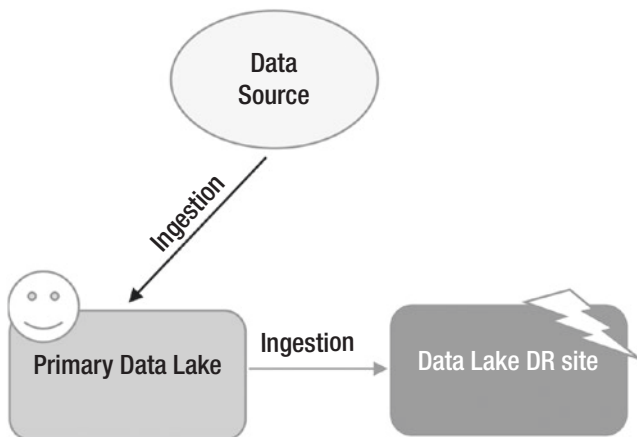 Data
Source
Ingestion
Primary Data Lake
Ingestion
Data Lake DR site